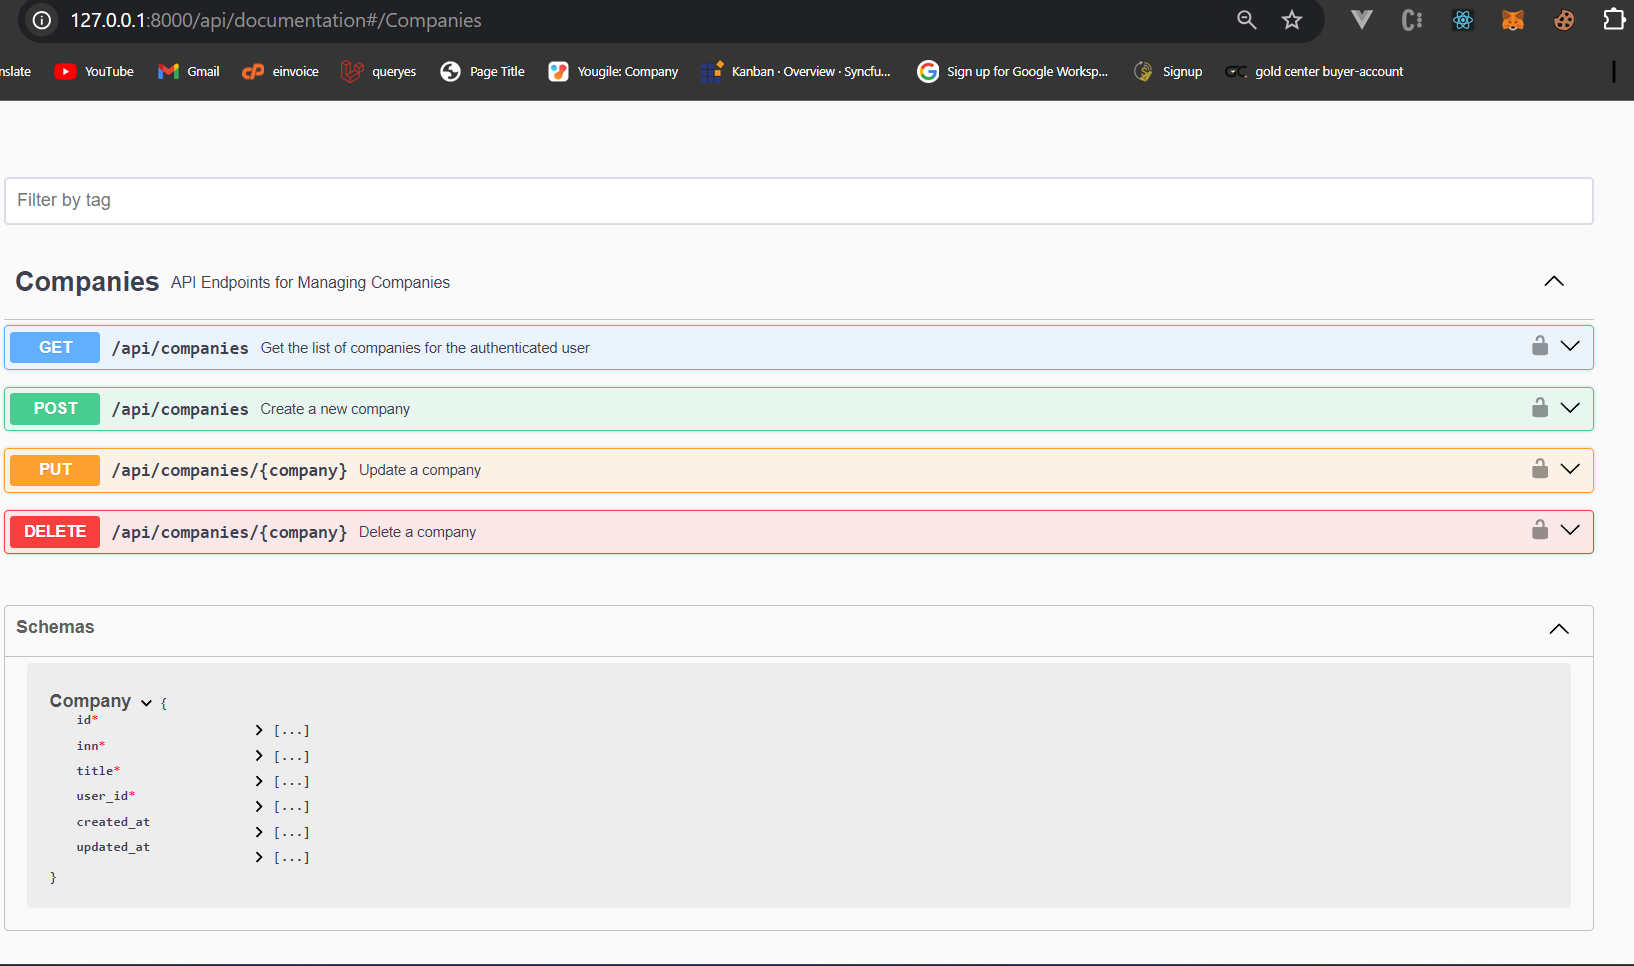 127.0.0.1:8000/api/documentation#/Companies
nslate YouTube Gmail einvoice queryes Page Title Yougile: Company Kanban · Overview · Syncfu... Sign up for Google Worksp... Signup gold center buyer-account
Filter by tag
Companies API Endpoints for Managing Companies
GET /api/companies Get the list of companies for the authenticated user
POST /api/companies Create a new company
PUT /api/companies/{company} Update a company
DELETE /api/companies/{company} Delete a company
Schemas
Company {
id* [...]
inn* [...]
title* [...]
user_id* [...]
created_at [...]
updated_at [...]
}